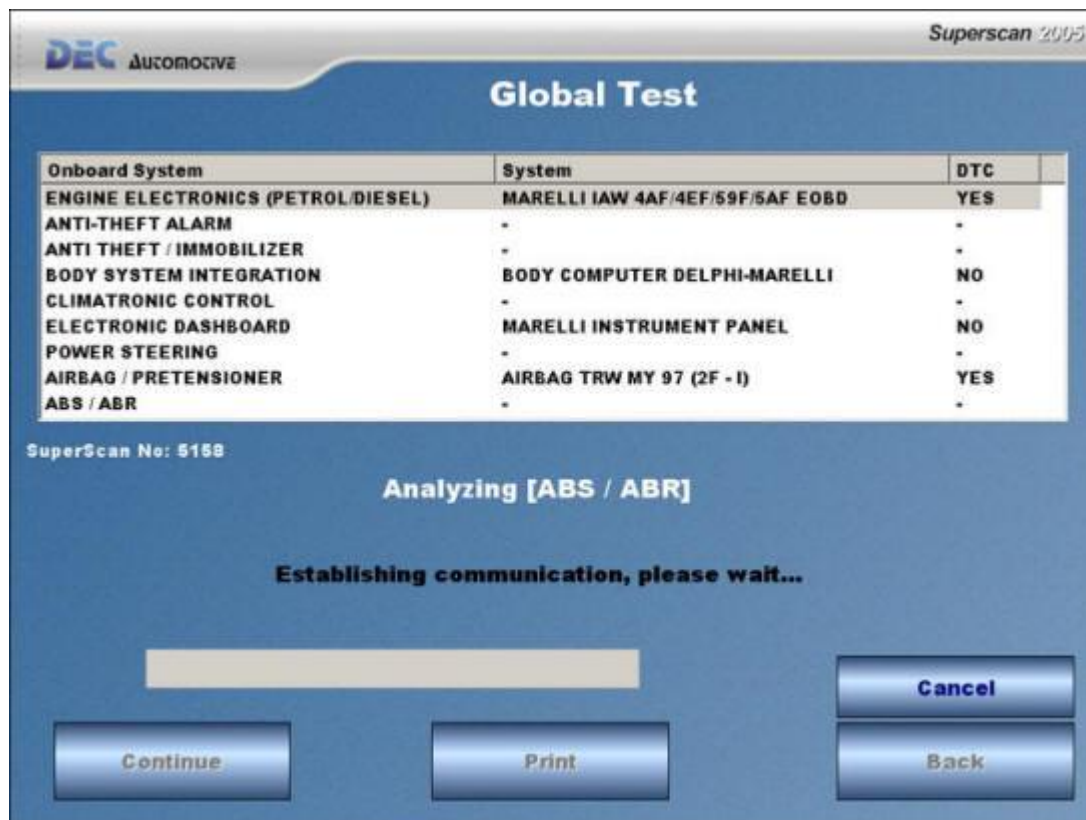 DEC Automotive
Superscan 2005
Global Test
Onboard System System DTC
ENGINE ELECTRONICS (PETROL/DIESEL) MARELLI IAW 4AF/4EF/59F/5AF EOBD YES
ANTI-THEFT ALARM - -
ANTI THEFT / IMMOBILIZER - -
BODY SYSTEM INTEGRATION BODY COMPUTER DELPHI-MARELLI NO
CLIMATRONIC CONTROL - -
ELECTRONIC DASHBOARD MARELLI INSTRUMENT PANEL NO
POWER STEERING - -
AIRBAG / PRETENSIONER AIRBAG TRW MY 97 (2F - I) YES
ABS / ABR - -
SuperScan No: 5158
Analyzing [ABS / ABR]
Establishing communication, please wait...
Cancel
Continue Print Back